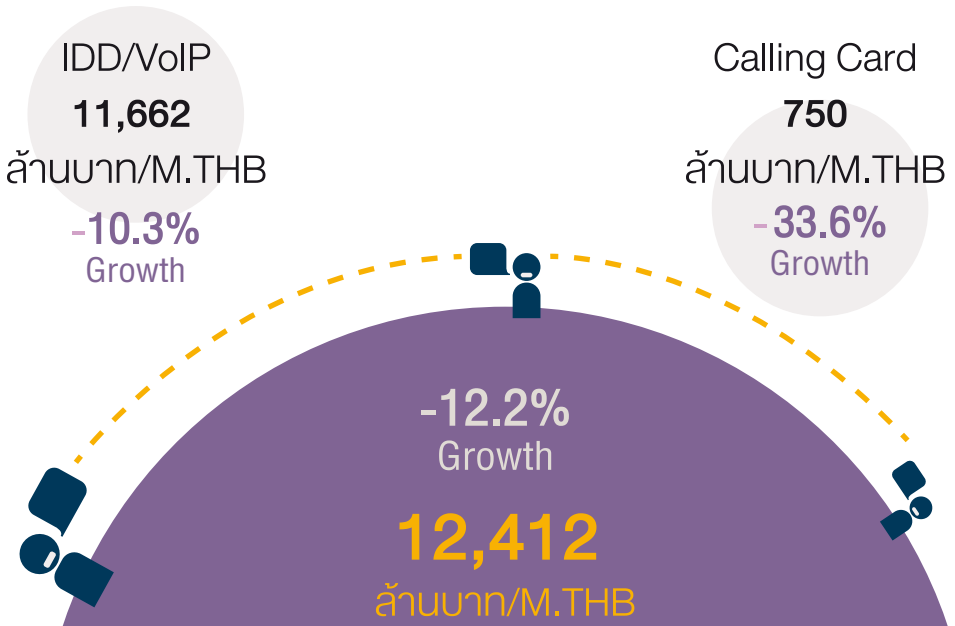 IDD/VoIP
11,662
ล้านบาท/M.THB
-10.3%
Growth
Calling Card
750
ล้านบาท/M.THB
-33.6%
Growth
-12.2%
Growth
12,412
ล้านบาท/M.THB